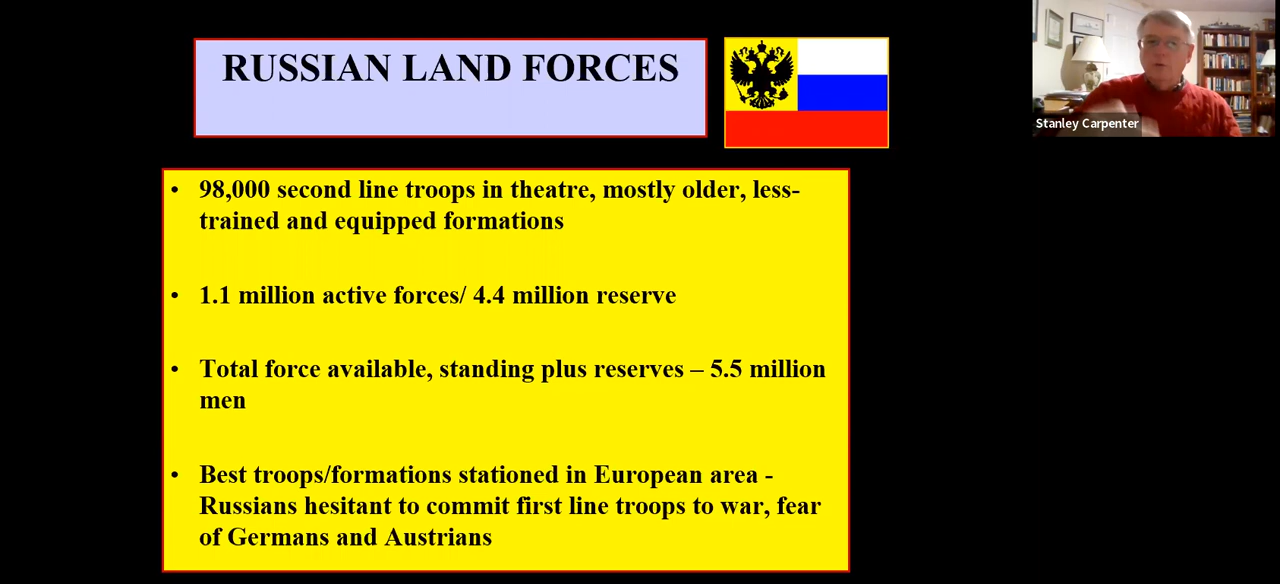 RUSSIAN LAND FORCES
• 98,000 second line troops in theatre, mostly older, less-
trained and equipped formations
• 1.1 million active forces/ 4.4 million reserve
• Total force available, standing plus reserves – 5.5 million
men
• Best troops/formations stationed in European area -
Russians hesitant to commit first line troops to war, fear
of Germans and Austrians
Stanley Carpenter